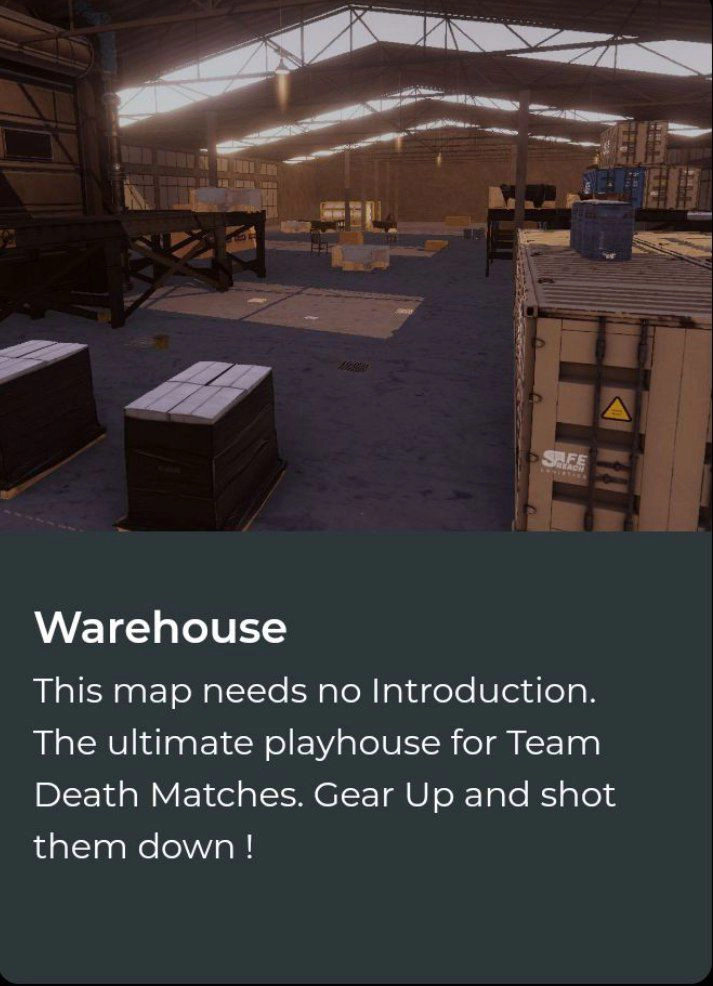 SAFE
REACH
LOGISTICS
Warehouse
This map needs no Introduction.
The ultimate playhouse for Team
Death Matches. Gear Up and shot
them down !